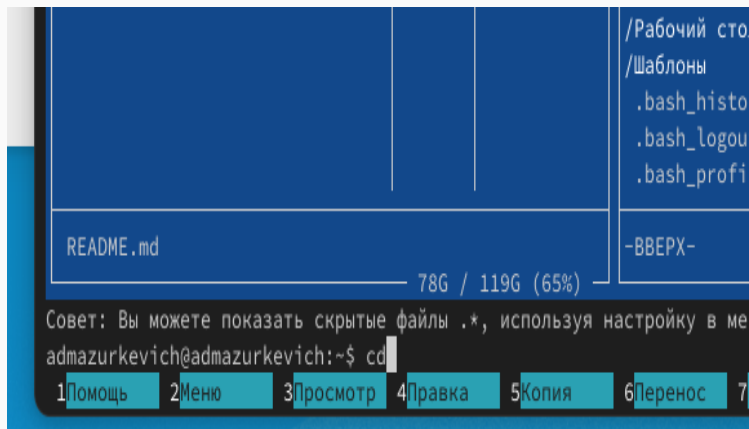 /Рабочий сто
/Шаблоны
.bash_histo
.bash_logou
.bash_profi
README.md
-ВВЕРХ-
78G / 119G (65%)
Совет: Вы можете показать скрытые файлы .*, используя настройку в ме
admazurkevich@admazurkevich:~$ cd
1Помощь 2Меню 3Просмотр 4Правка 5Копия 6Перенос 7